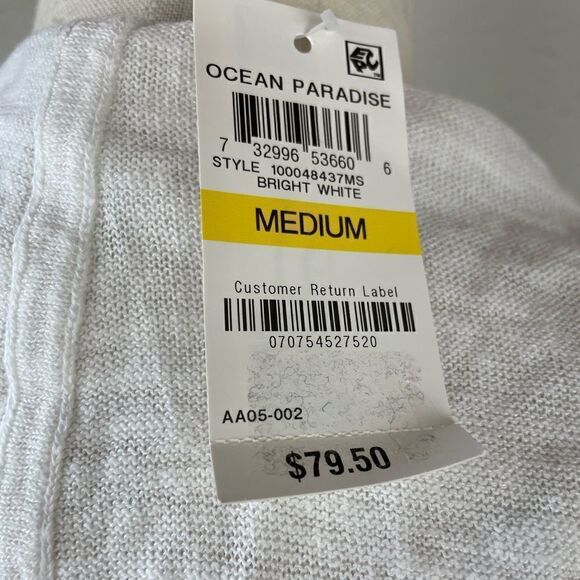 OCEAN PARADISE
7 32996 53660 6
STYLE 100048437MS
BRIGHT WHITE
MEDIUM
Customer Return Label
070754527520
AA05-002
$79.50